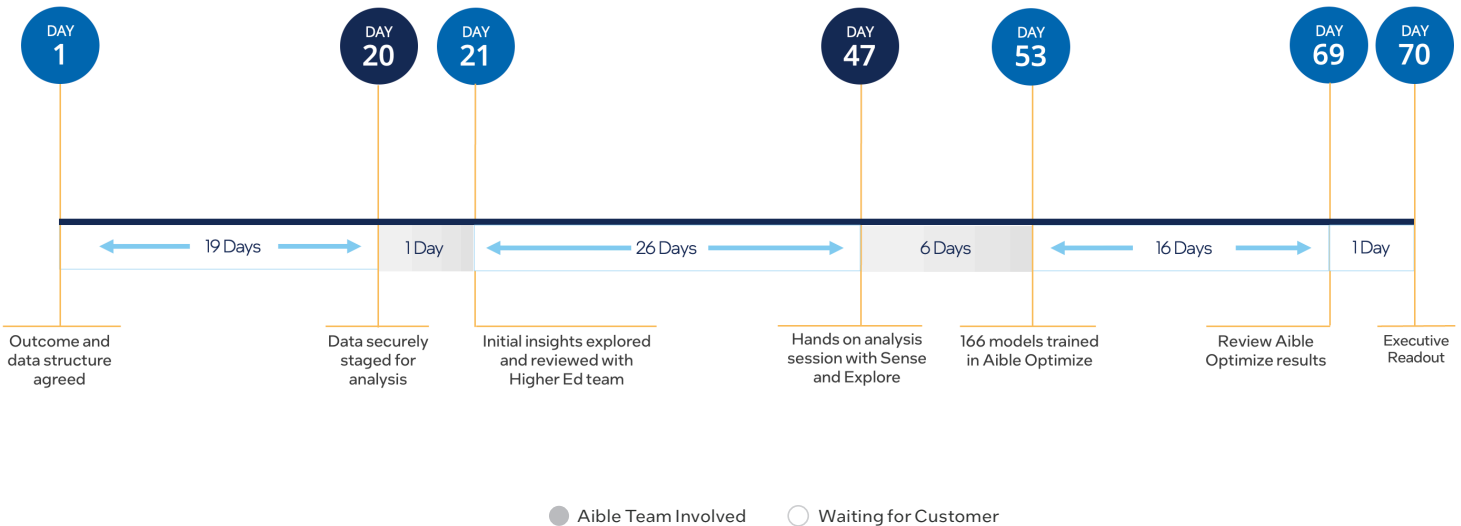 DAY
1
DAY
20
DAY
21
DAY
47
DAY
53
DAY
69
DAY
70
19 Days
1 Day
26 Days
6 Days
16 Days
1 Day
Outcome and
data structure
agreed
Data securely
staged for
analysis
Initial insights explored
and reviewed with
Higher Ed team
Hands on analysis
session with Sense
and Explore
166 models trained
in Aible Optimize
Review Aible
Optimize results
Executive
Readout
Aible Team Involved
Waiting for Customer